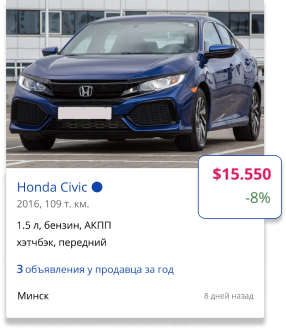 $15.550
-8%
Honda Civic
2016, 109 т. км.
1.5 л, бензин, АКПП
хэтчбэк, передний
3 объявления у продавца за год
Минск
8 дней назад